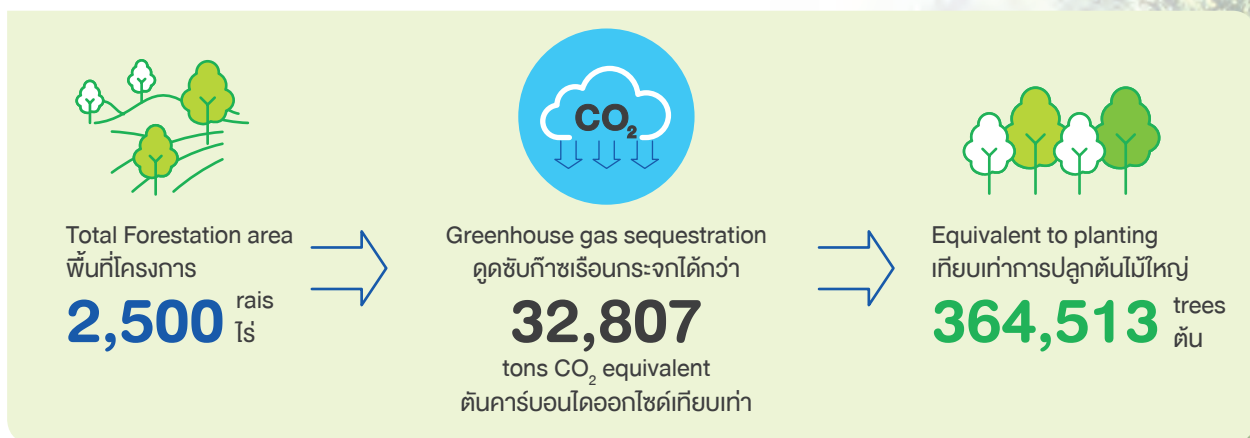 Total Forestation area
พื้นที่โครงการ
2,500 rais
ไร่
CO₂
Greenhouse gas sequestration
ดูดซับก๊าซเรือนกระจกได้กว่า
32,807
tons CO₂ equivalent
ตันคาร์บอนไดออกไซด์เทียบเท่า
Equivalent to planting
เทียบเท่าการปลูกต้นไม้ใหญ่
364,513 trees
ต้น